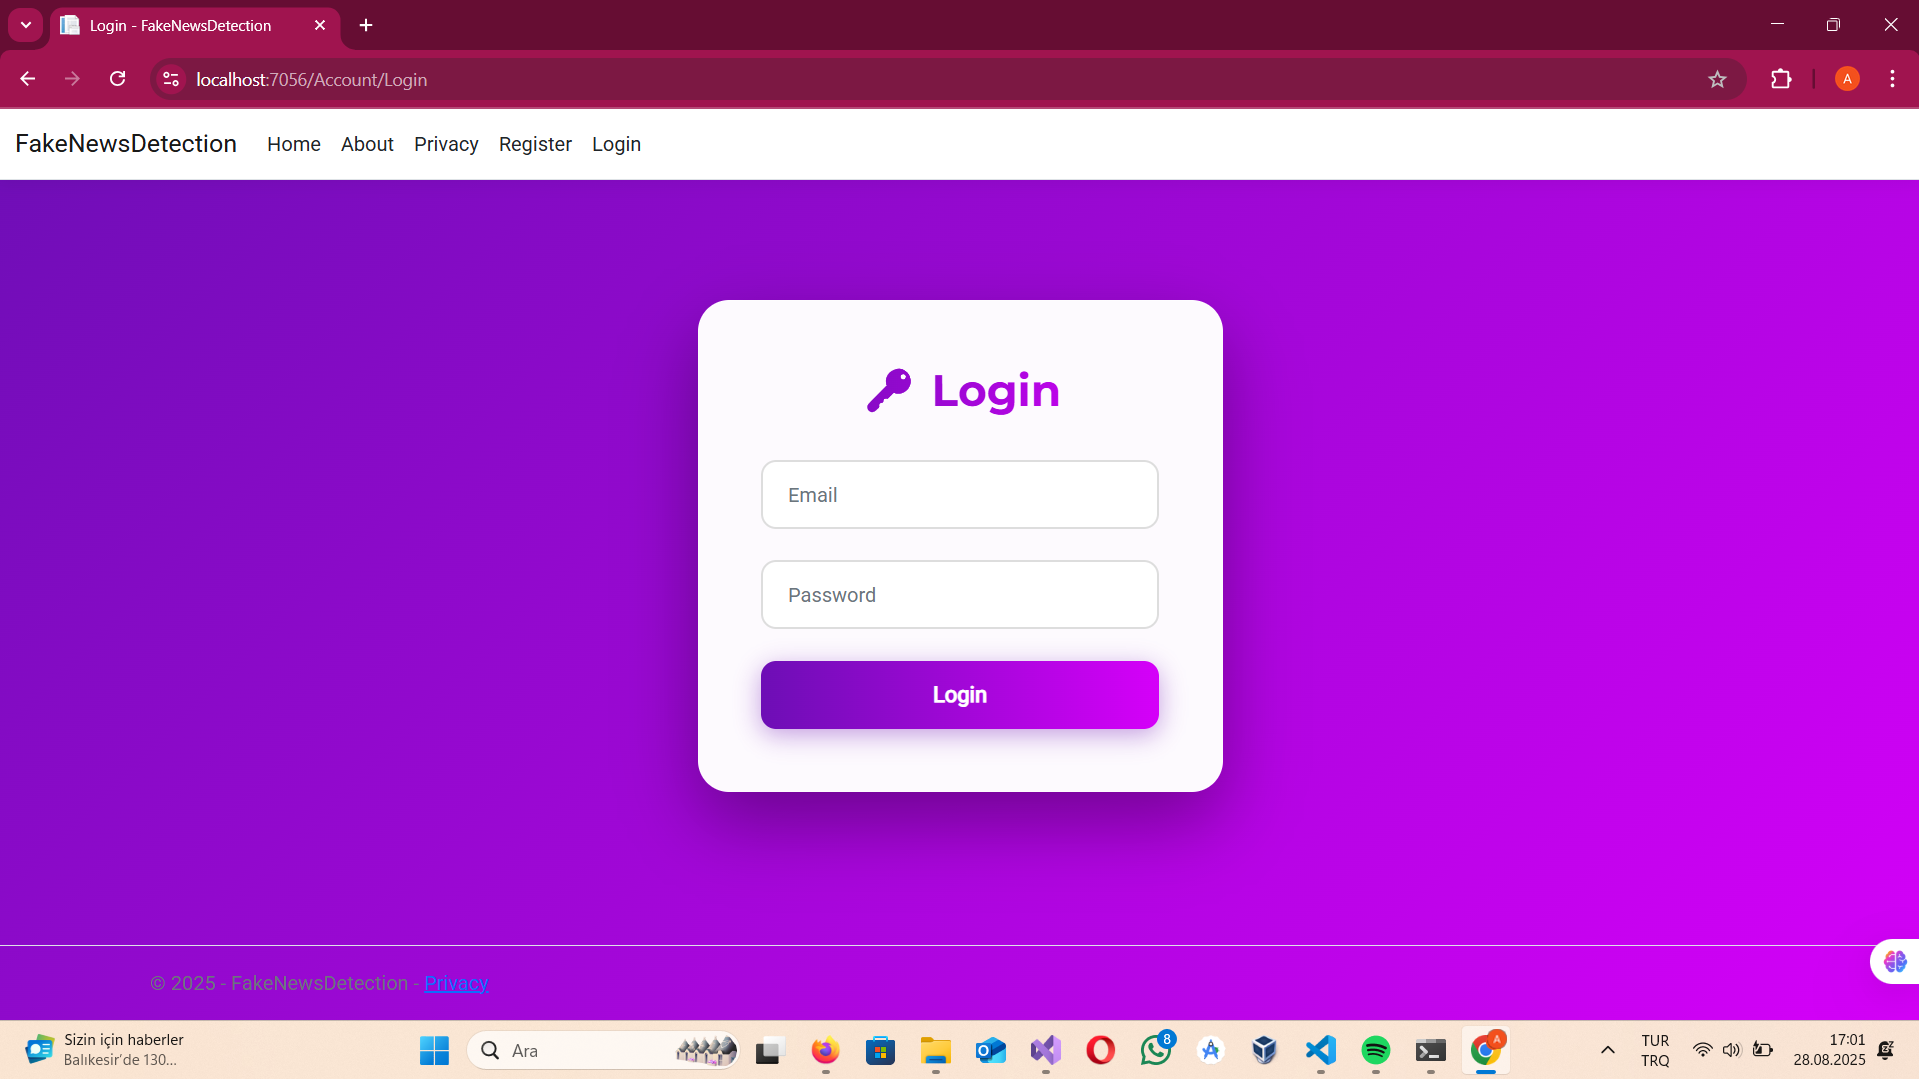 Login - FakeNewsDetection
localhost:7056/Account/Login
A
FakeNewsDetection Home About Privacy Register Login
Login
Email
Password
Login
© 2025 - FakeNewsDetection - Privacy
Sizin için haberler
Balıkesir'de 130...
Ara
8
A
TUR
TRQ
17:01
28.08.2025